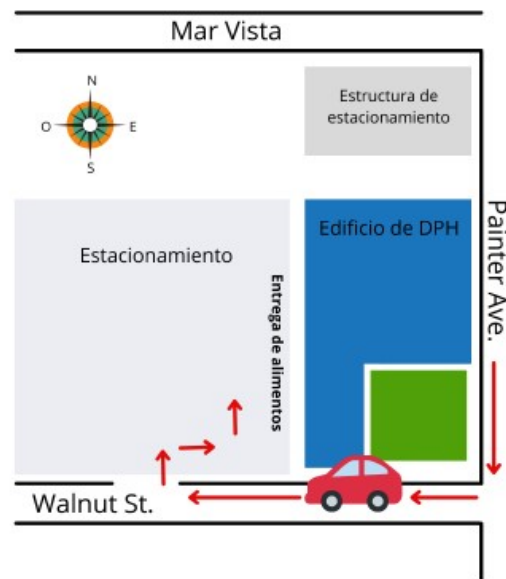 Mar Vista
N
O
E
S
Estructura de
estacionamiento
Painter Ave.
Edificio de DPH
Estacionamiento
Entrega de alimentos
Walnut St.